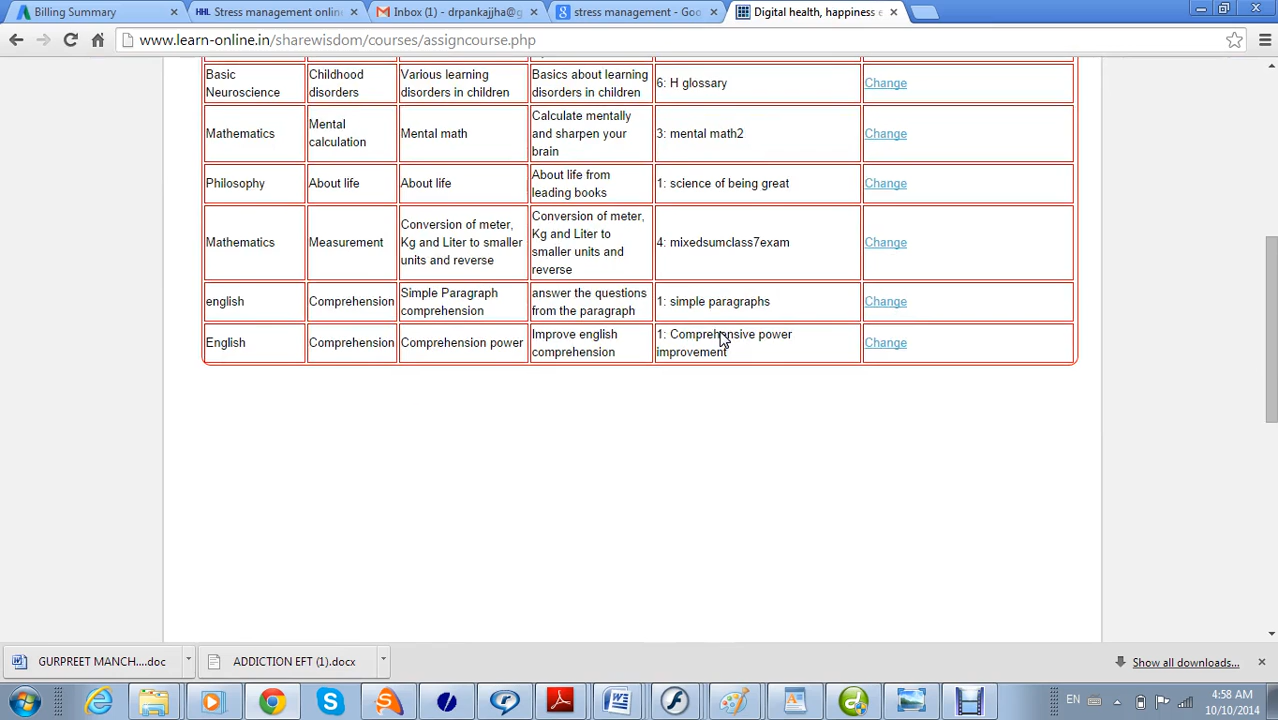 Billing Summary
HHL Stress management onlin
Inbox (1) - drpankajjha@g
stress management - Goo
Digital health, happiness e
www.learn-online.in/sharewisdom/courses/assigncourse.php
Basic
Neuroscience
Childhood
disorders
Various learning
disorders in children
Basics about learning
disorders in children
6: H glossary
Change
Mathematics
Mental
calculation
Mental math
Calculate mentally
and sharpen your
brain
3: mental math2
Change
Philosophy
About life
About life
About life from
leading books
1: science of being great
Change
Mathematics
Measurement
Conversion of meter,
Kg and Liter to smaller
units and reverse
Conversion of meter,
Kg and Liter to
smaller units and
reverse
4: mixedsumclass7exam
Change
english
Comprehension
Simple Paragraph
comprehension
answer the questions
from the paragraph
1: simple paragraphs
Change
English
Comprehension
Comprehension power
Improve english
comprehension
1: Comprehensive power
improvement
Change
GURPREET MANCH....doc
ADDICTION EFT (1).docx
Show all downloads...
EN
4:58 AM
10/10/2014